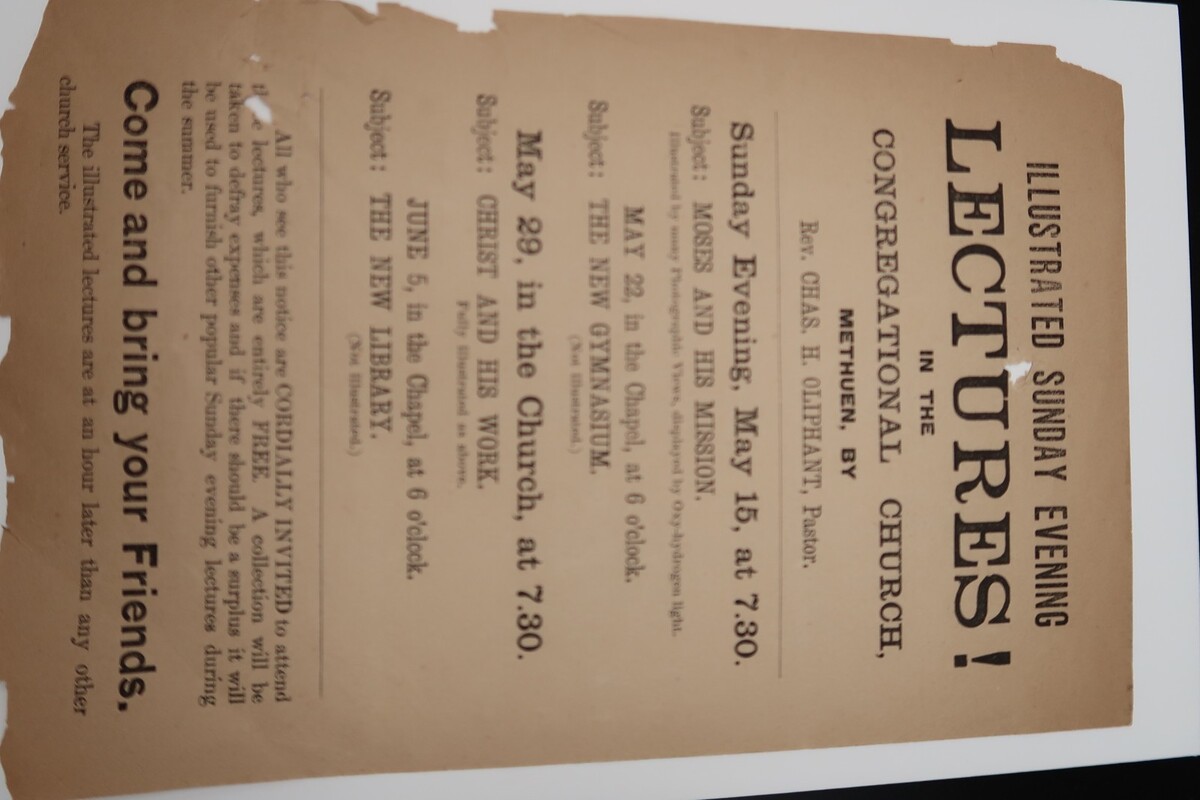 ILLUSTRATED SUNDAY EVENING
LECTURES!
IN THE
CONGREGATIONAL CHURCH,
METHUEN, BY
Rev. CHAS. H. OLIPHANT, Pastor.
Sunday Evening, May 15, at 7.30.
Subject: MOSES AND HIS MISSION.
Illustrated by many Photographic Views, displayed by Oxy-hydrogen light.
MAY 22, in the Chapel, at 6 o'clock.
Subject: THE NEW GYMNASIUM.
(Not Illustrated.)
May 29, in the Church, at 7.30.
Subject: CHRIST AND HIS WORK.
Fully Illustrated as above.
JUNE 5, in the Chapel, at 6 o'clock.
Subject: THE NEW LIBRARY.
(Not Illustrated.)
All who see this notice are CORDIALLY INVITED to attend
lectures, which are entirely FREE. A collection will be
taken to defray expenses and if there should be a surplus it will
be used to furnish other popular Sunday evening lectures during
the summer.
Come and bring your Friends.
The illustrated lectures are at an hour later than any other
church service.